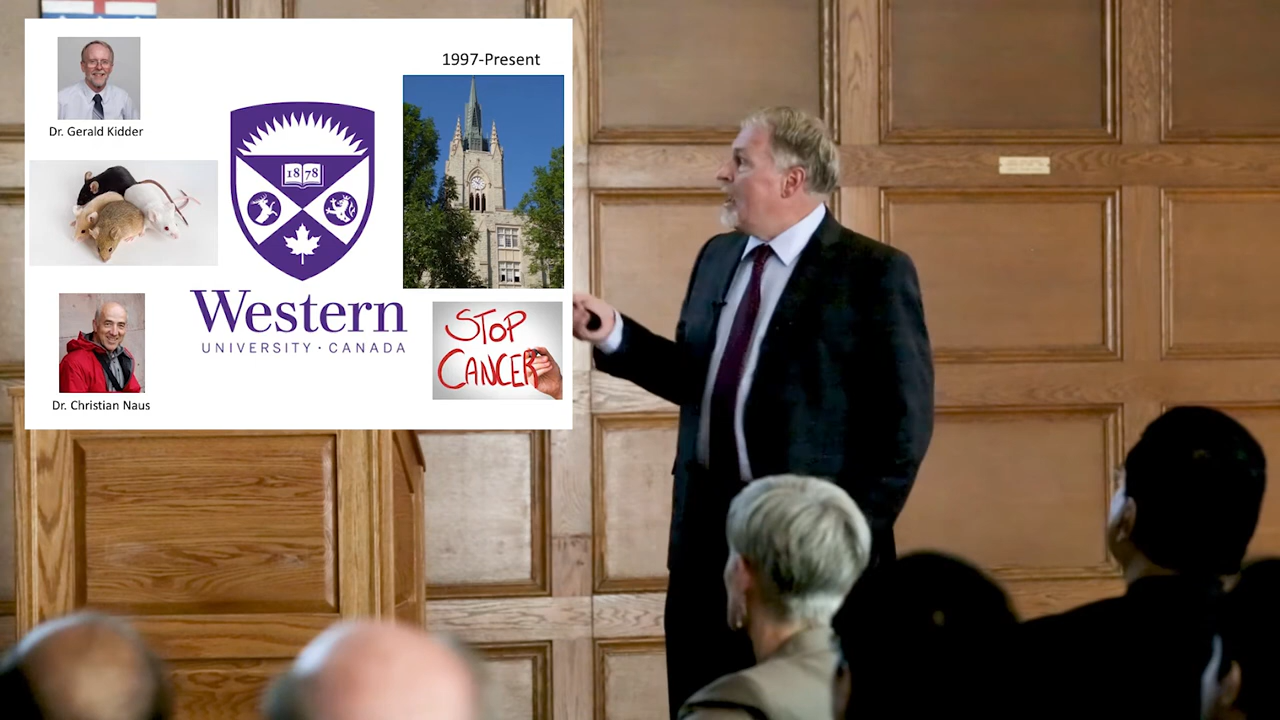 1997-Present
Dr. Gerald Kidder
1878
Western
UNIVERSITY · CANADA
STOP
CANCER
Dr. Christian Naus